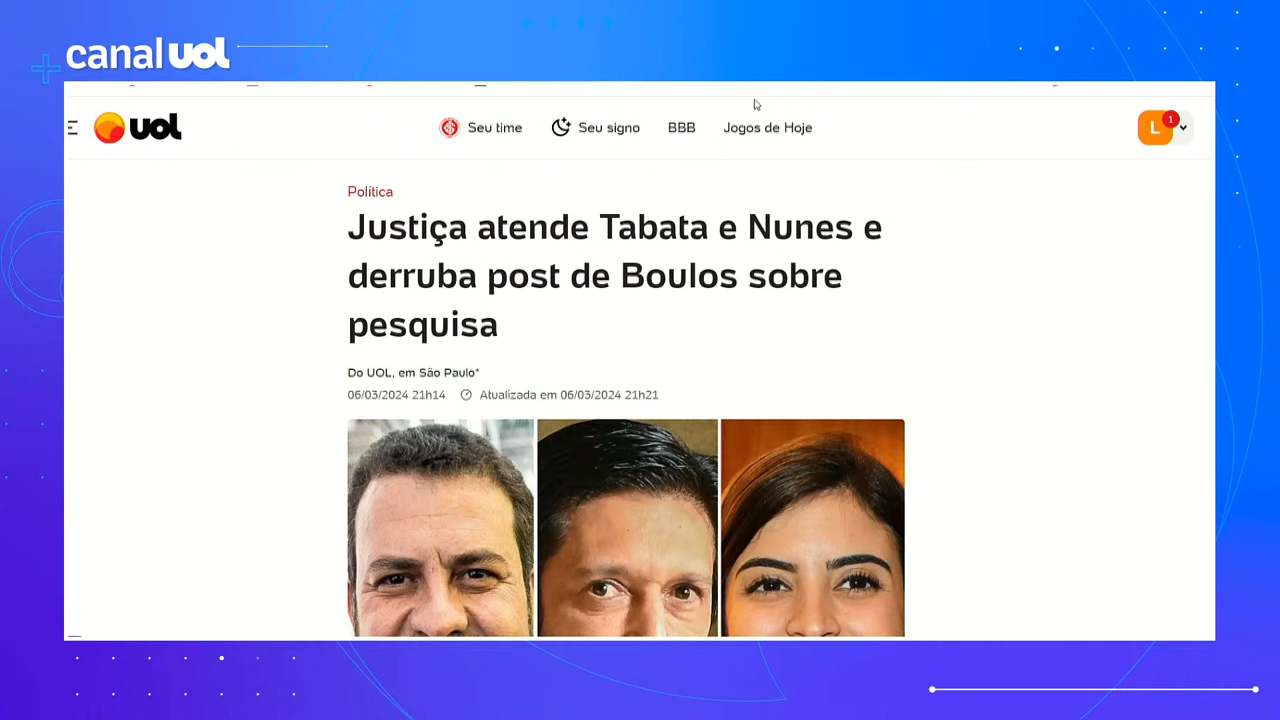 canal uol
uol
Seu time
Seu signo
BBB
Jogos de Hoje
L
1
Política
Justiça atende Tabata e Nunes e
derruba post de Boulos sobre
pesquisa
Do UOL, em São Paulo*
06/03/2024 21h14 Atualizada em 06/03/2024 21h21